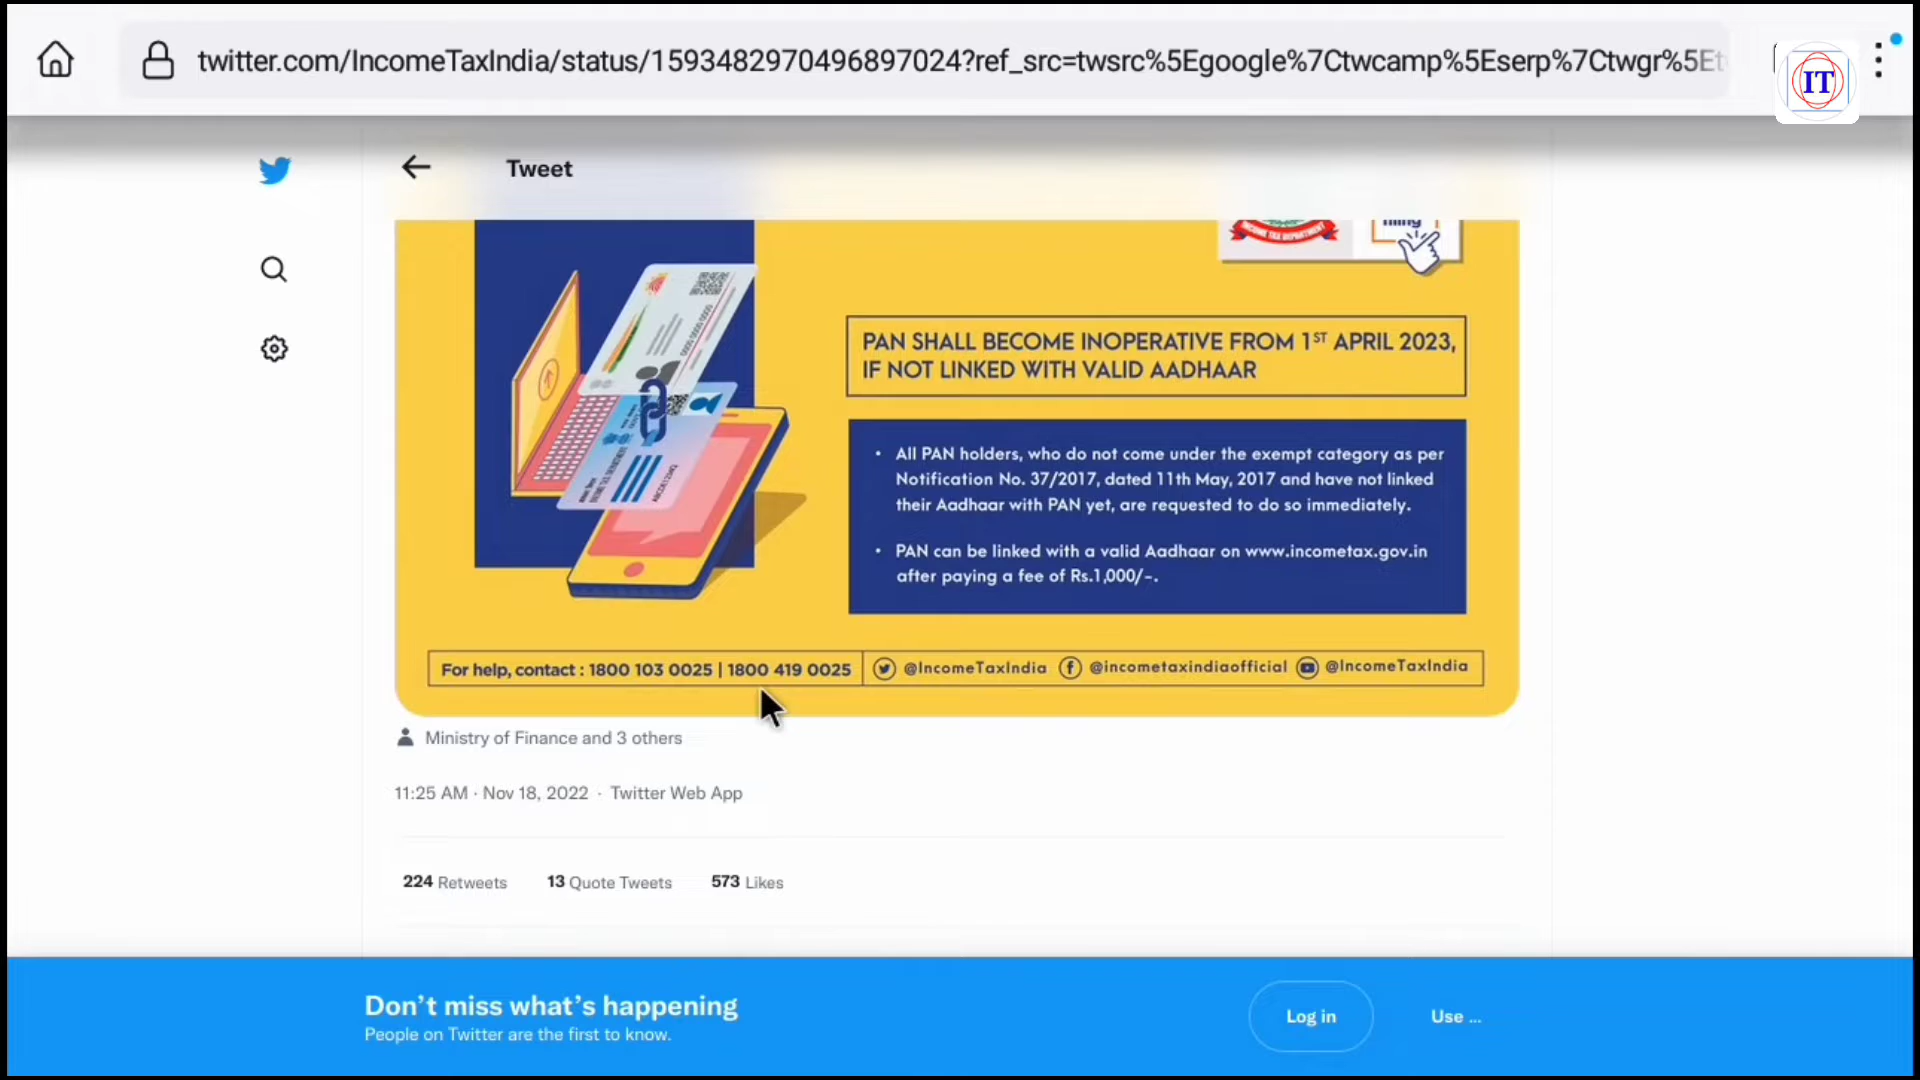 twitter.com/IncomeTaxIndia/status/1593482970496897024?ref_src=twsrc%5Egoogle%7Ctwcamp%5Eserp%7Ctwgr%5Et
IT
Tweet
INCOME TAX DEPARTMENT
filing
PAN SHALL BECOME INOPERATIVE FROM 1ST APRIL 2023,
IF NOT LINKED WITH VALID AADHAAR
• All PAN holders, who do not come under the exempt category as per
Notification No. 37/2017, dated 11th May, 2017 and have not linked
their Aadhaar with PAN yet, are requested to do so immediately.
• PAN can be linked with a valid Aadhaar on www.incometax.gov.in
after paying a fee of Rs.1,000/-.
For help, contact : 1800 103 0025 | 1800 419 0025 @IncomeTaxIndia @incometaxindiaofficial @IncomeTaxIndia
Ministry of Finance and 3 others
11:25 AM · Nov 18, 2022 · Twitter Web App
224 Retweets 13 Quote Tweets 573 Likes
Don't miss what's happening
People on Twitter are the first to know.
Log in
Use ...